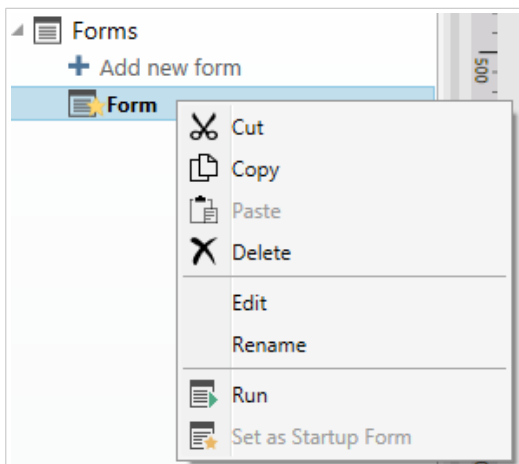 Forms
Add new form
500
Form
Cut
Copy
Paste
Delete
Edit
Rename
Run
Set as Startup Form